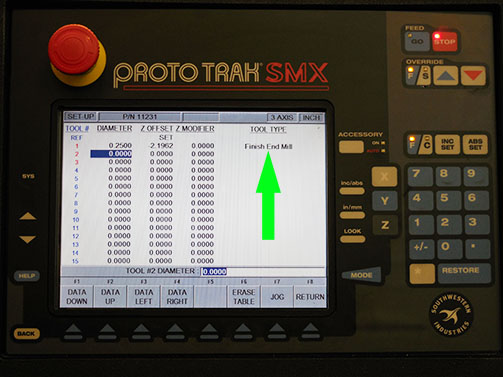 PROTOTRAK® SMX
FEED
GO
STOP
OVERRIDE
F S
SET-UP P/N 11231 3 AXIS INCH
TOOL # DIAMETER Z OFFSET Z MODIFIER TOOL TYPE
REF SET
1 0.2500 2.1962 0.0000 Finish End Mill
2 0.0000 0.0000 0.0000
3 0.0000 0.0000 0.0000
4 0.0000 0.0000 0.0000
5 0.0000 0.0000 0.0000
6 0.0000 0.0000 0.0000
7 0.0000 0.0000 0.0000
8 0.0000 0.0000 0.0000
9 0.0000 0.0000 0.0000
10 0.0000 0.0000 0.0000
11 0.0000 0.0000 0.0000
12 0.0000 0.0000 0.0000
13 0.0000 0.0000 0.0000
14 0.0000 0.0000 0.0000
15 0.0000 0.0000 0.0000
TOOL #2 DIAMETER 0.0000
F1 F2 F3 F4 F5 F6 F7 F8
DATA DOWN
DATA UP
DATA LEFT
DATA RIGHT
ERASE TABLE
JOG
RETURN
SYS
HELP
BACK
ACCESSORY
ON
AUTO
F C
INC SET
ABS SET
Inc/abs
in/mm
LOOK
X
Y
Z
7 8 9
4 5 6
1 2 3
+/- 0 .
RESTORE
MODE
SOUTHWESTERN INDUSTRIES